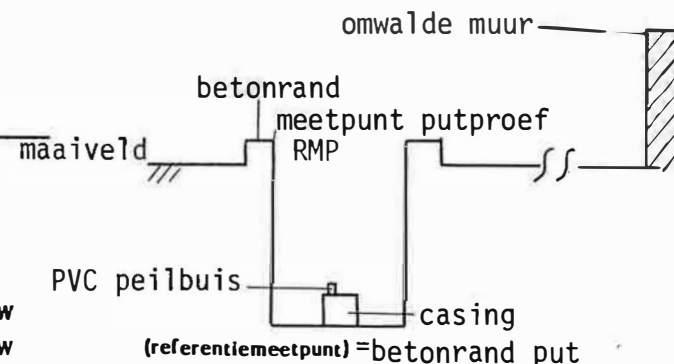 omwalde muur
betonrand
meetpunt putproef
maaiveld RMP
PVC peilbuis
w
casing
w (referentiemeetpunt) = betonrand put